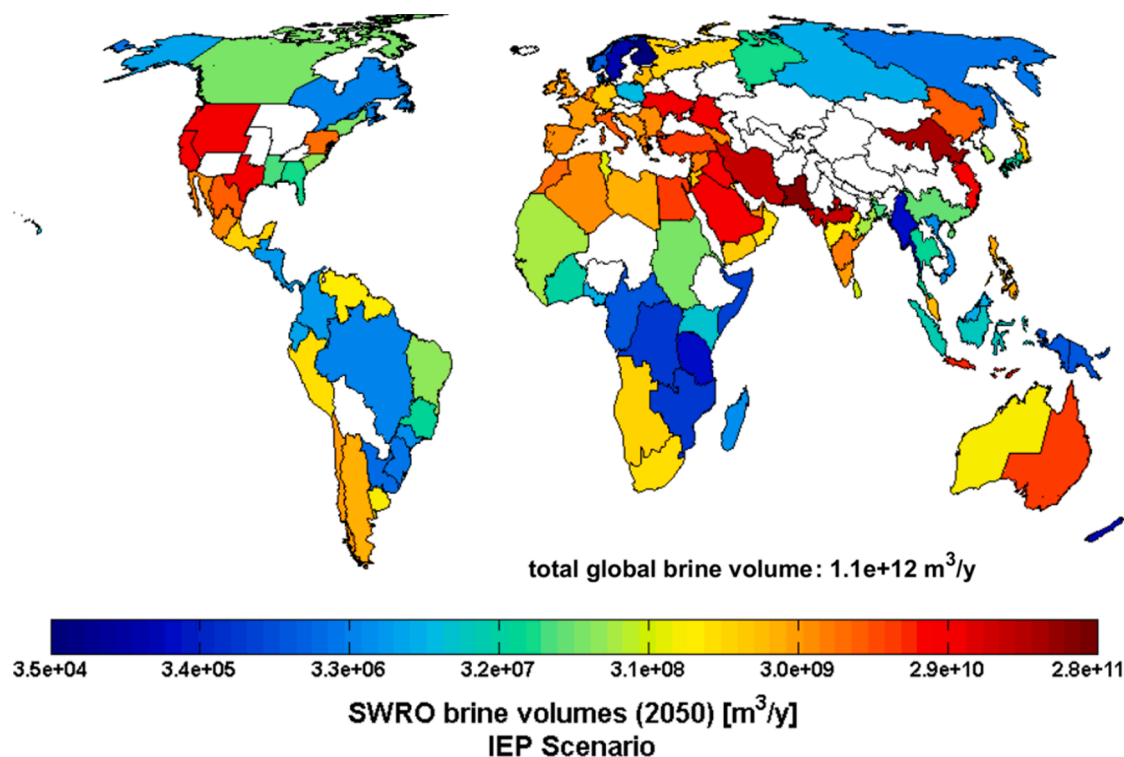 total global brine volume: 1.1e+12 m³/y
3.5e+04 3.4e+05 3.3e+06 3.2e+07 3.1e+08 3.0e+09 2.9e+10 2.8e+11
SWRO brine volumes (2050) [m³/y]
IEP Scenario